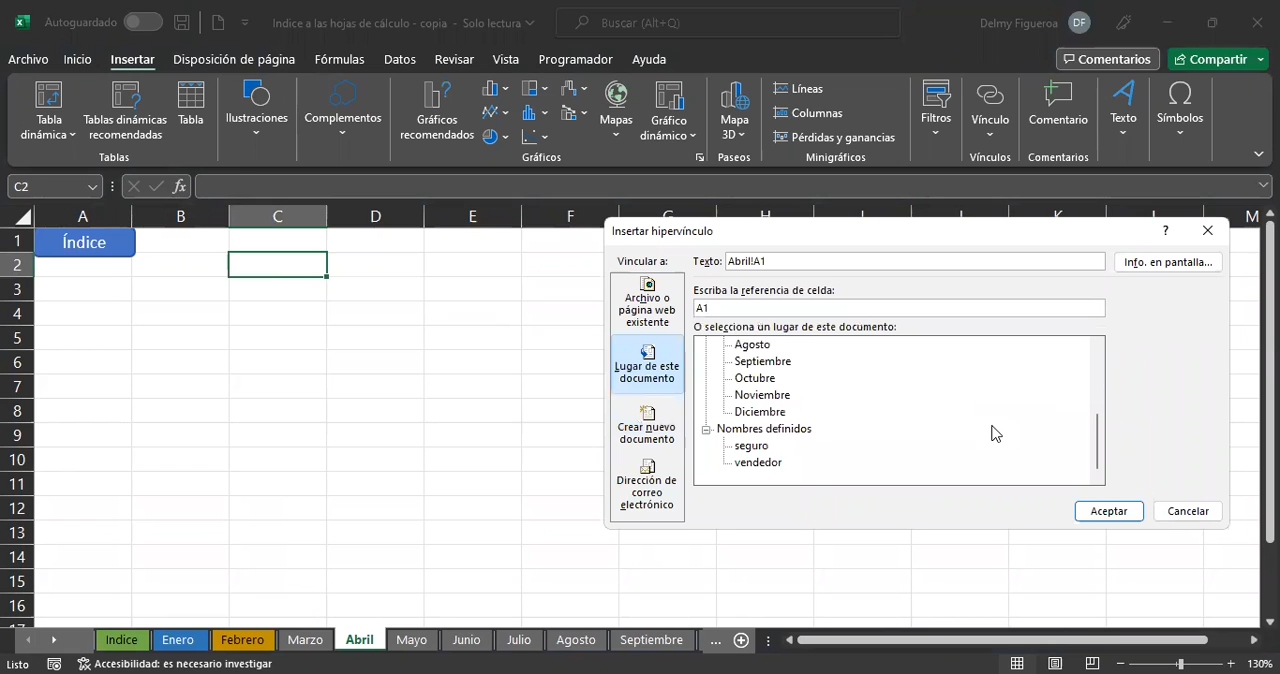 Autoguardado
Indice a las hojas de cálculo - copia - Solo lectura
Buscar (Alt+Q)
Delmy Figueroa
DF
Archivo Inicio Insertar Disposición de página Fórmulas Datos Revisar Vista Programador Ayuda
Comentarios
Compartir
Tabla dinámica
Tablas dinámicas recomendadas
Tabla
Tablas
Ilustraciones
Complementos
Gráficos recomendados
Mapas
Gráfico dinámico
Gráficos
Mapa 3D
Paseos
Líneas
Columnas
Pérdidas y ganancias
Minigráficos
Filtros
Vínculo
Vínculos
Comentario
Comentarios
Texto
Símbolos
C2
fx
A B C D E F G H I J K L M
1 Índice
2
3
4
5
6
7
8
9
10
11
12
13
14
15
16
17
Insertar hipervínculo
?
Vincular a:
Texto: Abril!A1
Info. en pantalla...
Archivo o página web existente
Lugar de este documento
Crear nuevo documento
Dirección de correo electrónico
Escriba la referencia de celda:
A1
O selecciona un lugar de este documento:
Agosto
Septiembre
Octubre
Noviembre
Diciembre
Nombres definidos
seguro
vendedor
Aceptar
Cancelar
Indice Enero Febrero Marzo Abril Mayo Junio Julio Agosto Septiembre ...
Listo
Accesibilidad: es necesario investigar
130%